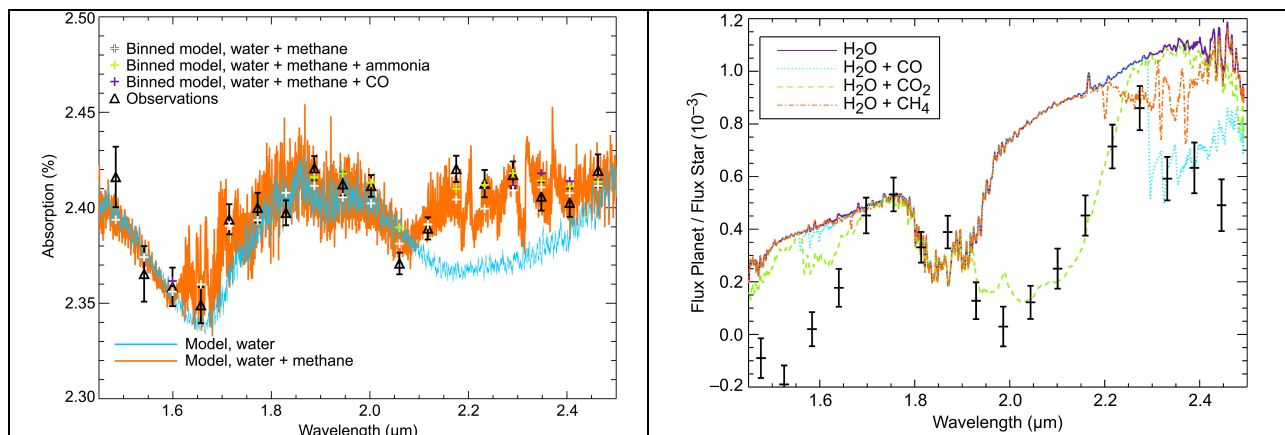 2.50
2.45
2.40
2.35
2.30
Absorption (%)
Binned model, water + methane
Binned model, water + methane + ammonia
Binned model, water + methane + CO
Observations
Model, water
Model, water + methane
1.6 1.8 2.0 2.2 2.4
Wavelength (µm)
1.2
1.0
0.8
0.6
0.4
0.2
0.0
–0.2
Flux Planet / Flux Star (10⁻³)
H₂O
H₂O + CO
H₂O + CO₂
H₂O + CH₄
1.6 1.8 2.0 2.2 2.4
Wavelength (µm)